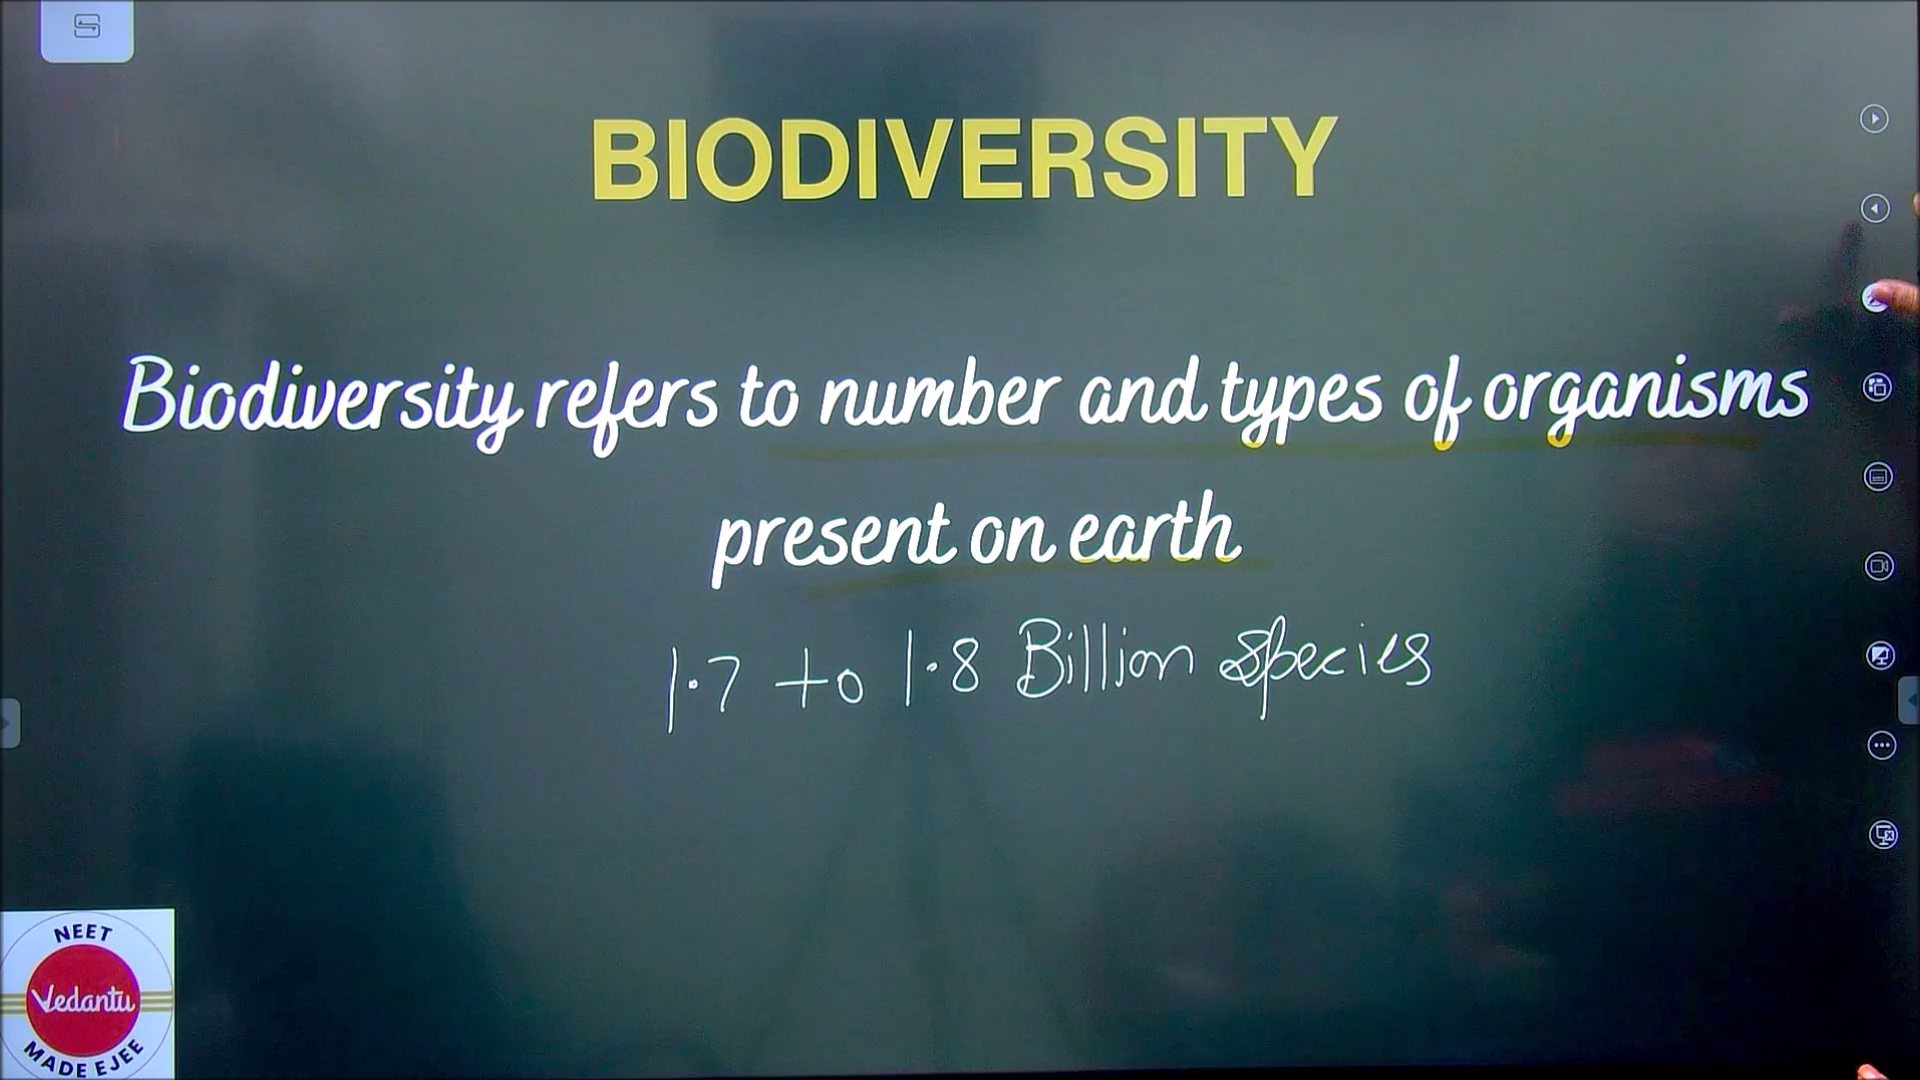 BIODIVERSITY
Biodiversity refers to number and types of organisms
present on earth
1.7 to 1.8 Billion species
NEET
Vedantu
MADE EJEE